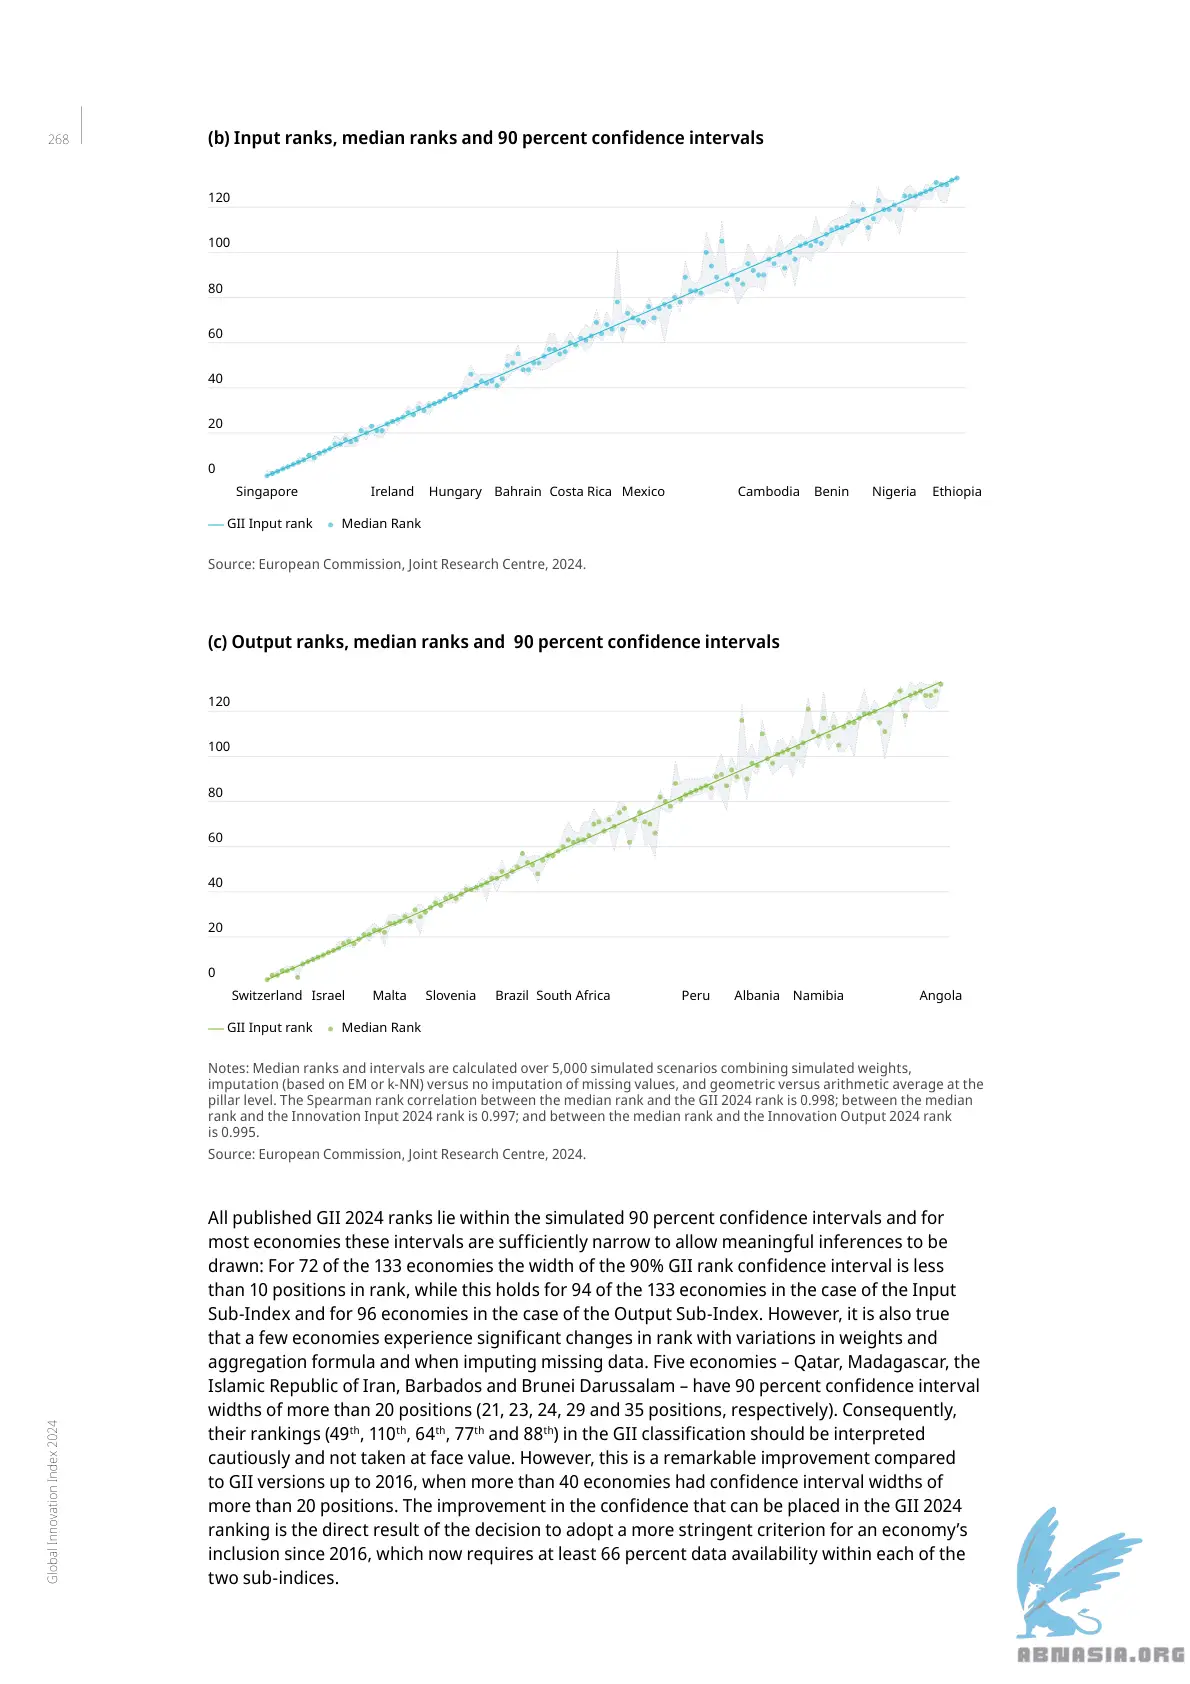 268
(b) Input ranks, median ranks and 90 percent confidence intervals
120
100
80
60
40
20
0
Singapore Ireland Hungary Bahrain Costa Rica Mexico Cambodia Benin Nigeria Ethiopia
GII Input rank Median Rank
Source: European Commission, Joint Research Centre, 2024.
(c) Output ranks, median ranks and 90 percent confidence intervals
120
100
80
60
40
20
0
Switzerland Israel Malta Slovenia Brazil South Africa Peru Albania Namibia Angola
GII Input rank Median Rank
Notes: Median ranks and intervals are calculated over 5,000 simulated scenarios combining simulated weights,
imputation (based on EM or k-NN) versus no imputation of missing values, and geometric versus arithmetic average at the
pillar level. The Spearman rank correlation between the median rank and the GII 2024 rank is 0.998; between the median
rank and the Innovation Input 2024 rank is 0.997; and between the median rank and the Innovation Output 2024 rank
is 0.995.
Source: European Commission, Joint Research Centre, 2024.
All published GII 2024 ranks lie within the simulated 90 percent confidence intervals and for
most economies these intervals are sufficiently narrow to allow meaningful inferences to be
drawn: For 72 of the 133 economies the width of the 90% GII rank confidence interval is less
than 10 positions in rank, while this holds for 94 of the 133 economies in the case of the Input
Sub-Index and for 96 economies in the case of the Output Sub-Index. However, it is also true
that a few economies experience significant changes in rank with variations in weights and
aggregation formula and when imputing missing data. Five economies – Qatar, Madagascar, the
Islamic Republic of Iran, Barbados and Brunei Darussalam – have 90 percent confidence interval
widths of more than 20 positions (21, 23, 24, 29 and 35 positions, respectively). Consequently,
their rankings (49th, 110th, 64th, 77th and 88th) in the GII classification should be interpreted
cautiously and not taken at face value. However, this is a remarkable improvement compared
to GII versions up to 2016, when more than 40 economies had confidence interval widths of
more than 20 positions. The improvement in the confidence that can be placed in the GII 2024
ranking is the direct result of the decision to adopt a more stringent criterion for an economy's
inclusion since 2016, which now requires at least 66 percent data availability within each of the
two sub-indices.
Global Innovation Index 2024
ABNASIA.ORG